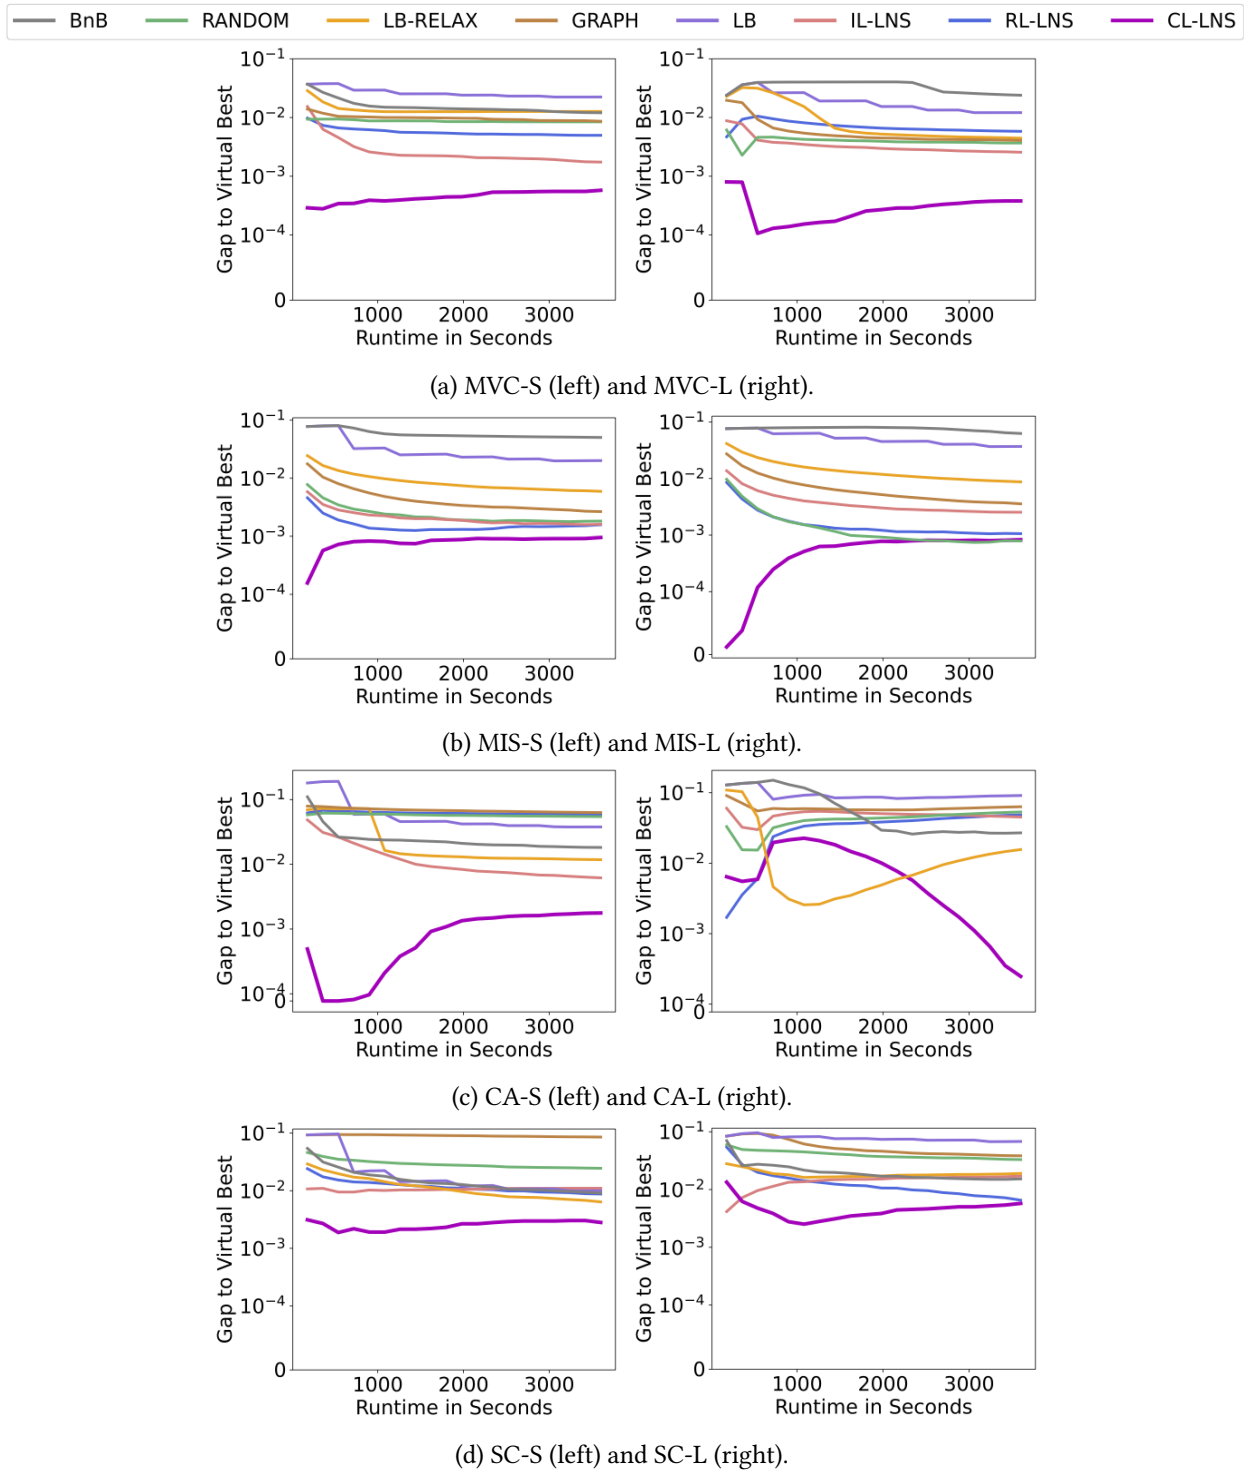 BnB RANDOM LB-RELAX GRAPH LB IL-LNS RL-LNS CL-LNS
Gap to Virtual Best
10⁻¹
10⁻²
10⁻³
10⁻⁴
0
1000 2000 3000
Runtime in Seconds
Gap to Virtual Best
10⁻¹
10⁻²
10⁻³
10⁻⁴
0
1000 2000 3000
Runtime in Seconds
(a) MVC-S (left) and MVC-L (right).
Gap to Virtual Best
10⁻¹
10⁻²
10⁻³
10⁻⁴
0
1000 2000 3000
Runtime in Seconds
Gap to Virtual Best
10⁻¹
10⁻²
10⁻³
10⁻⁴
0
1000 2000 3000
Runtime in Seconds
(b) MIS-S (left) and MIS-L (right).
Gap to Virtual Best
10⁻¹
10⁻²
10⁻³
10⁻⁴
0
1000 2000 3000
Runtime in Seconds
Gap to Virtual Best
10⁻¹
10⁻²
10⁻³
10⁻⁴
0
1000 2000 3000
Runtime in Seconds
(c) CA-S (left) and CA-L (right).
Gap to Virtual Best
10⁻¹
10⁻²
10⁻³
10⁻⁴
0
1000 2000 3000
Runtime in Seconds
Gap to Virtual Best
10⁻¹
10⁻²
10⁻³
10⁻⁴
0
1000 2000 3000
Runtime in Seconds
(d) SC-S (left) and SC-L (right).